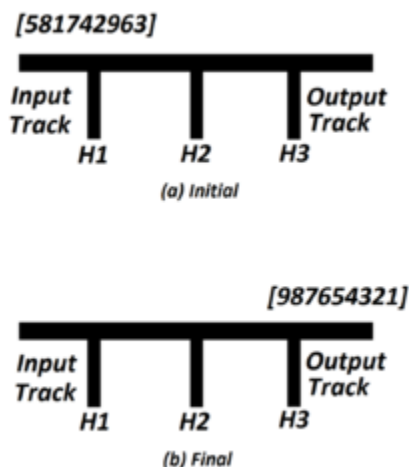 [581742963]
Input Output
Track Track
H1 H2 H3
(a) Initial
[987654321]
Input Output
Track Track
H1 H2 H3
(b) Final